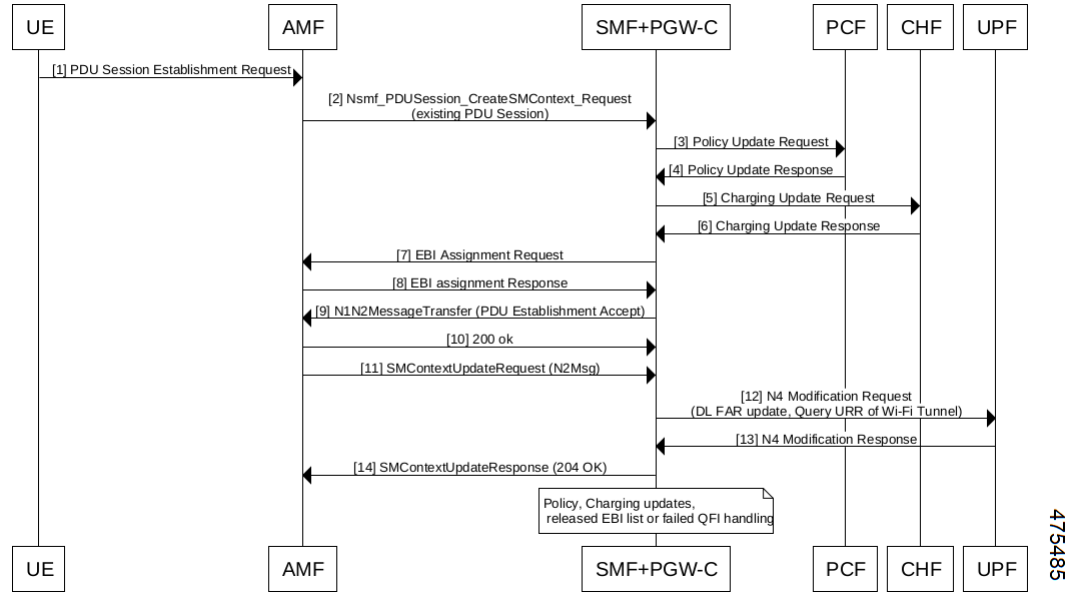 UE
AMF
SMF+PGW-C
PCF
CHF
UPF
[1] PDU Session Establishment Request
[2] Nsmf_PDUSession_CreateSMContext_Request
(existing PDU Session)
[3] Policy Update Request
[4] Policy Update Response
[5] Charging Update Request
[6] Charging Update Response
[7] EBI Assignment Request
[8] EBI assignment Response
[9] N1N2MessageTransfer (PDU Establishment Accept)
[10] 200 ok
[11] SMContextUpdateRequest (N2Msg)
[12] N4 Modification Request
(DL FAR update, Query URR of Wi-Fi Tunnel)
[13] N4 Modification Response
[14] SMContextUpdateResponse (204 OK)
Policy, Charging updates,
released EBI list or failed QFI handling
UE
AMF
SMF+PGW-C
PCF
CHF
UPF
475485